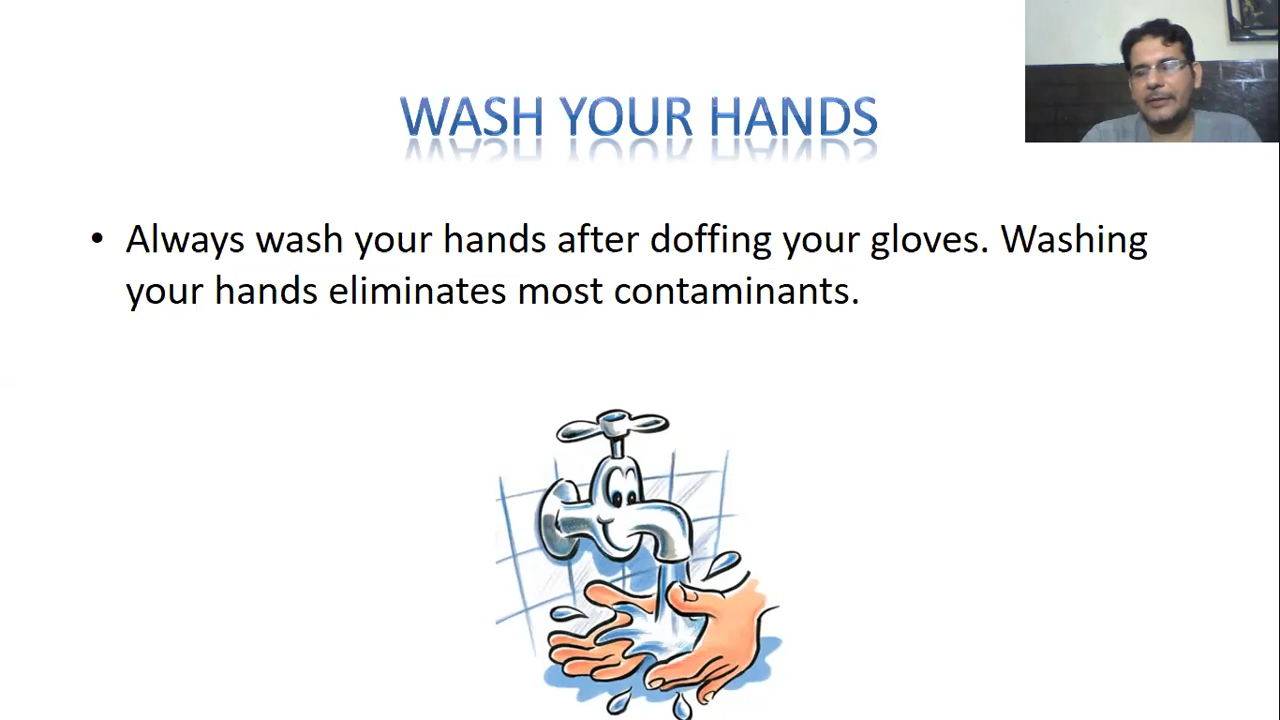 WASH YOUR HANDS
• Always wash your hands after doffing your gloves. Washing
your hands eliminates most contaminants.